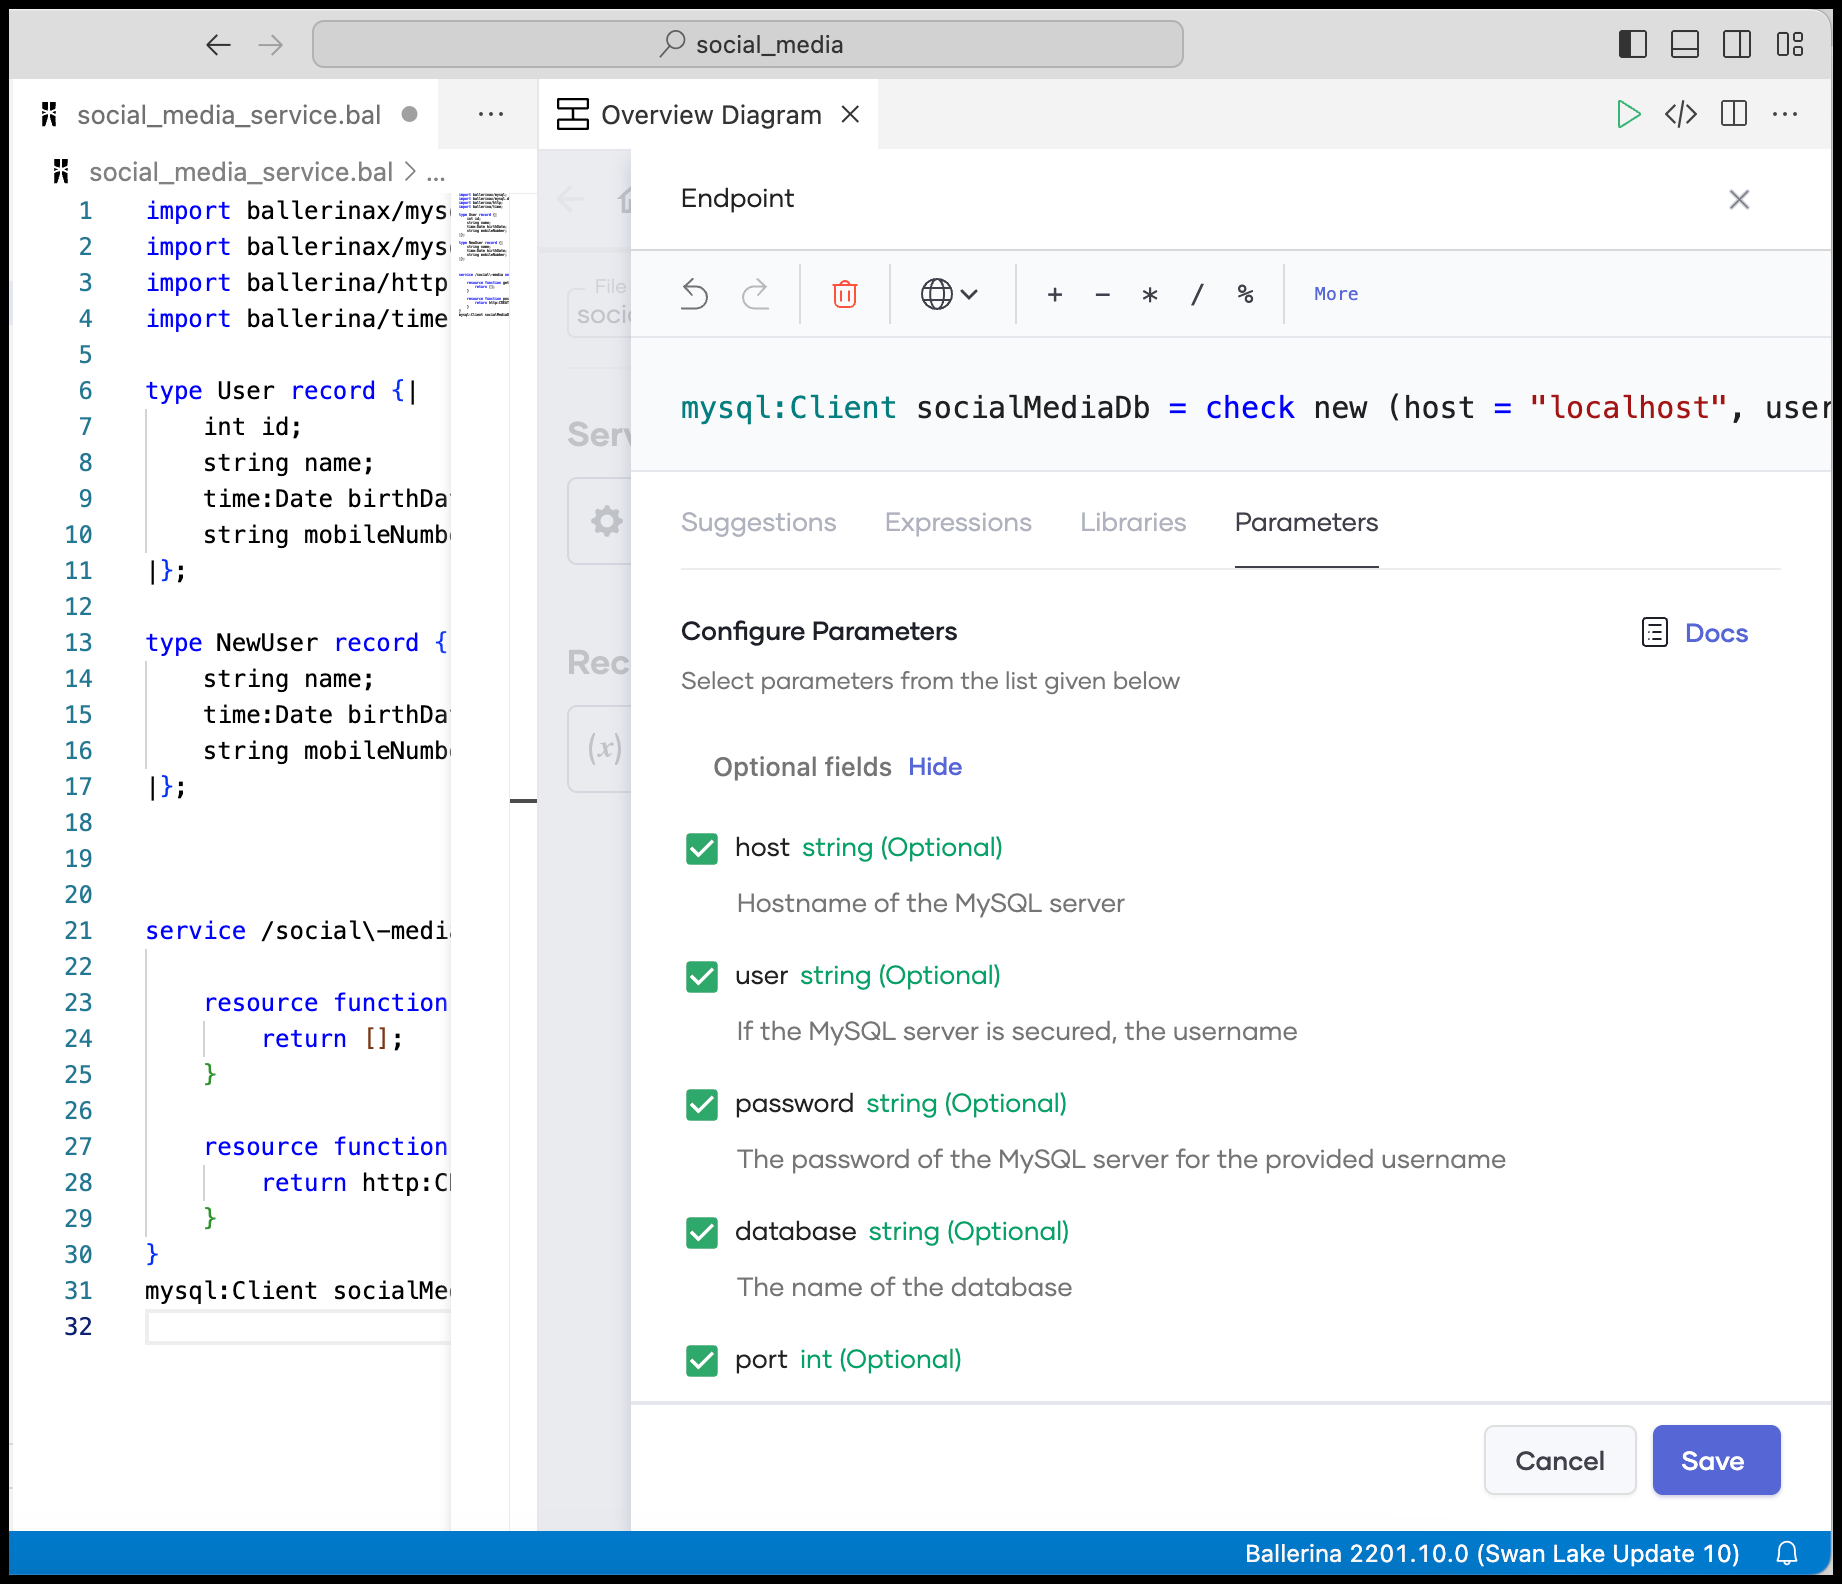 social_media
social_media_service.bal
Overview Diagram
social_media_service.bal > ...
1 import ballerinax/mys
2 import ballerinax/mys
3 import ballerina/http
4 import ballerina/time
5
6 type User record {|
7 int id;
8 string name;
9 time:Date birthDa
10 string mobileNumb
11 |};
12
13 type NewUser record {
14 string name;
15 time:Date birthDa
16 string mobileNumb
17 |};
18
19
20
21 service /social\-medi
22
23 resource function
24 return [];
25 }
26
27 resource function
28 return http:C
29 }
30 }
31 mysql:Client socialMe
32
File
soci
Serv
Rec
(x)
Endpoint
+ - * / % More
mysql:Client socialMediaDb = check new (host = "localhost", user
Suggestions Expressions Libraries Parameters
Configure Parameters
Docs
Select parameters from the list given below
Optional fields Hide
host string (Optional)
Hostname of the MySQL server
user string (Optional)
If the MySQL server is secured, the username
password string (Optional)
The password of the MySQL server for the provided username
database string (Optional)
The name of the database
port int (Optional)
Cancel Save
Ballerina 2201.10.0 (Swan Lake Update 10)